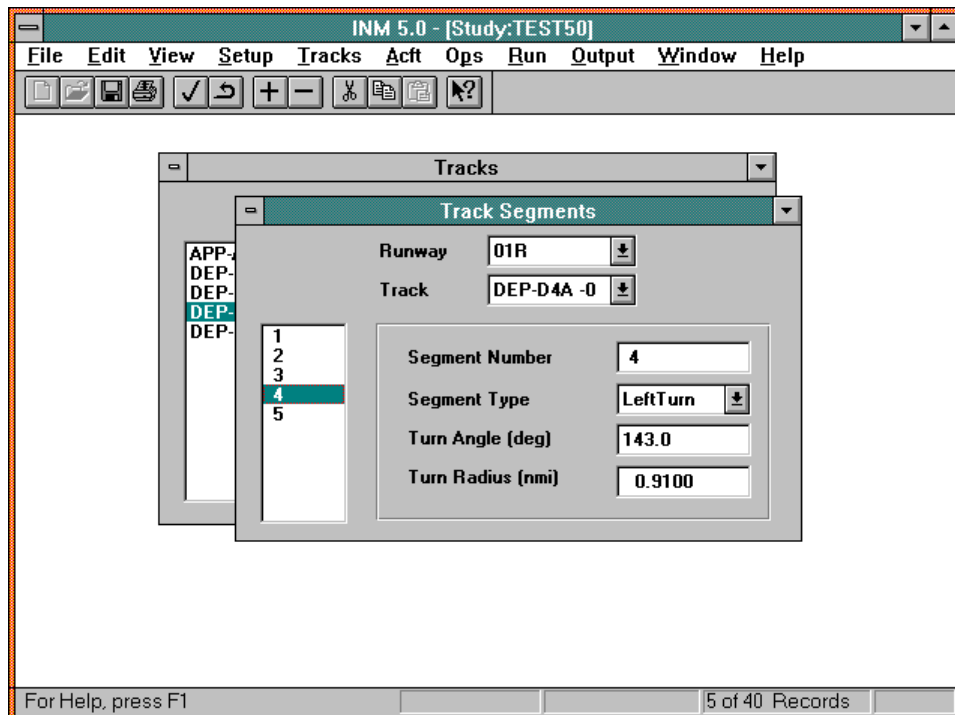 INM 5.0 - [Study:TEST50]
File Edit View Setup Tracks Acft Ops Run Output Window Help
Tracks
APP-
DEP-
DEP-
DEP-
DEP-
Track Segments
Runway 01R
Track DEP-D4A -0
1
2
3
4
5
Segment Number 4
Segment Type LeftTurn
Turn Angle (deg) 143.0
Turn Radius (nmi) 0.9100
For Help, press F1
5 of 40 Records